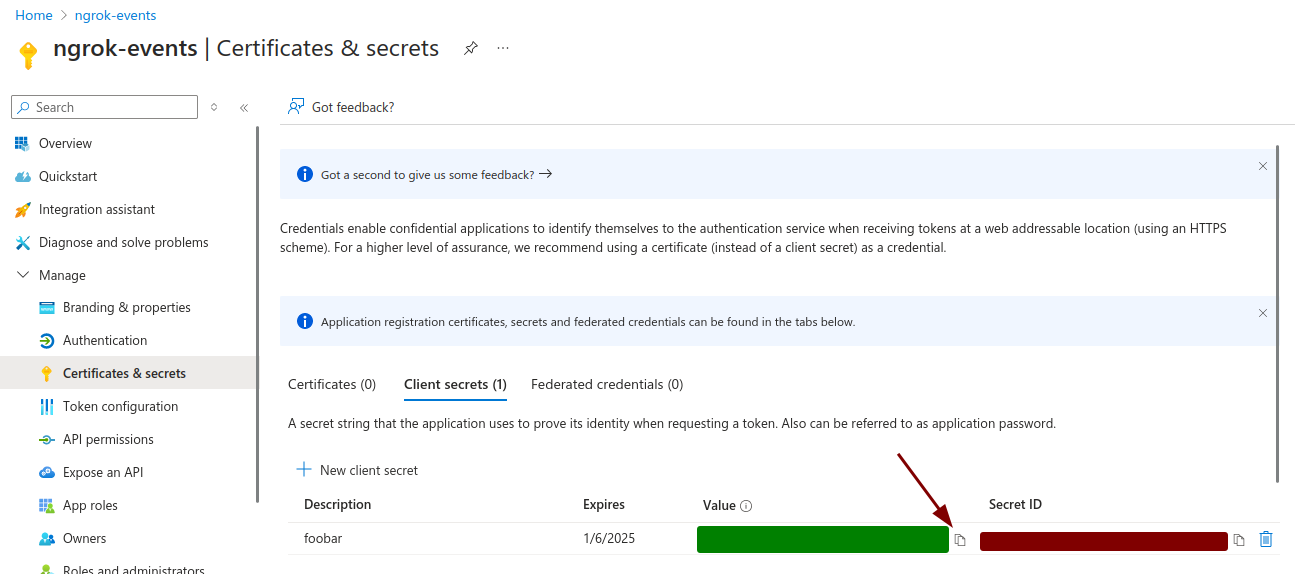 Home > ngrok-events
ngrok-events | Certificates & secrets ...
Search
Got feedback?
Overview
Quickstart
Integration assistant
Diagnose and solve problems
Manage
Branding & properties
Authentication
Certificates & secrets
Token configuration
API permissions
Expose an API
App roles
Owners
Roles and administrators
Got a second to give us some feedback? →
Credentials enable confidential applications to identify themselves to the authentication service when receiving tokens at a web addressable location (using an HTTPS
scheme). For a higher level of assurance, we recommend using a certificate (instead of a client secret) as a credential.
Application registration certificates, secrets and federated credentials can be found in the tabs below.
Certificates (0) Client secrets (1) Federated credentials (0)
A secret string that the application uses to prove its identity when requesting a token. Also can be referred to as application password.
New client secret
Description Expires Value Secret ID
foobar 1/6/2025